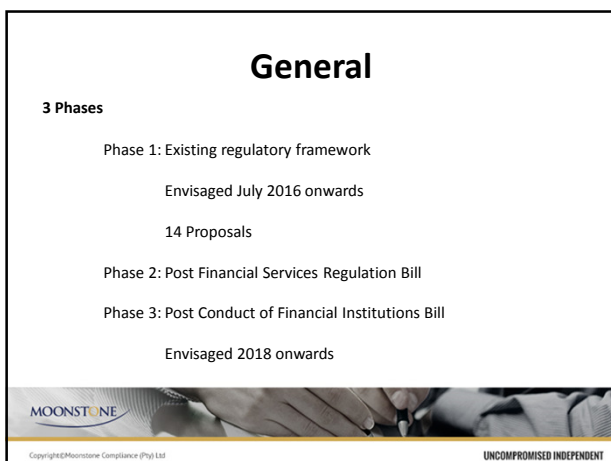 General
3 Phases
Phase 1: Existing regulatory framework
Envisaged July 2016 onwards
14 Proposals
Phase 2: Post Financial Services Regulation Bill
Phase 3: Post Conduct of Financial Institutions Bill
Envisaged 2018 onwards
MOONSTONE
Copyright©Moonstone Compliance (Pty) Ltd
UNCOMPROMISED INDEPENDENT